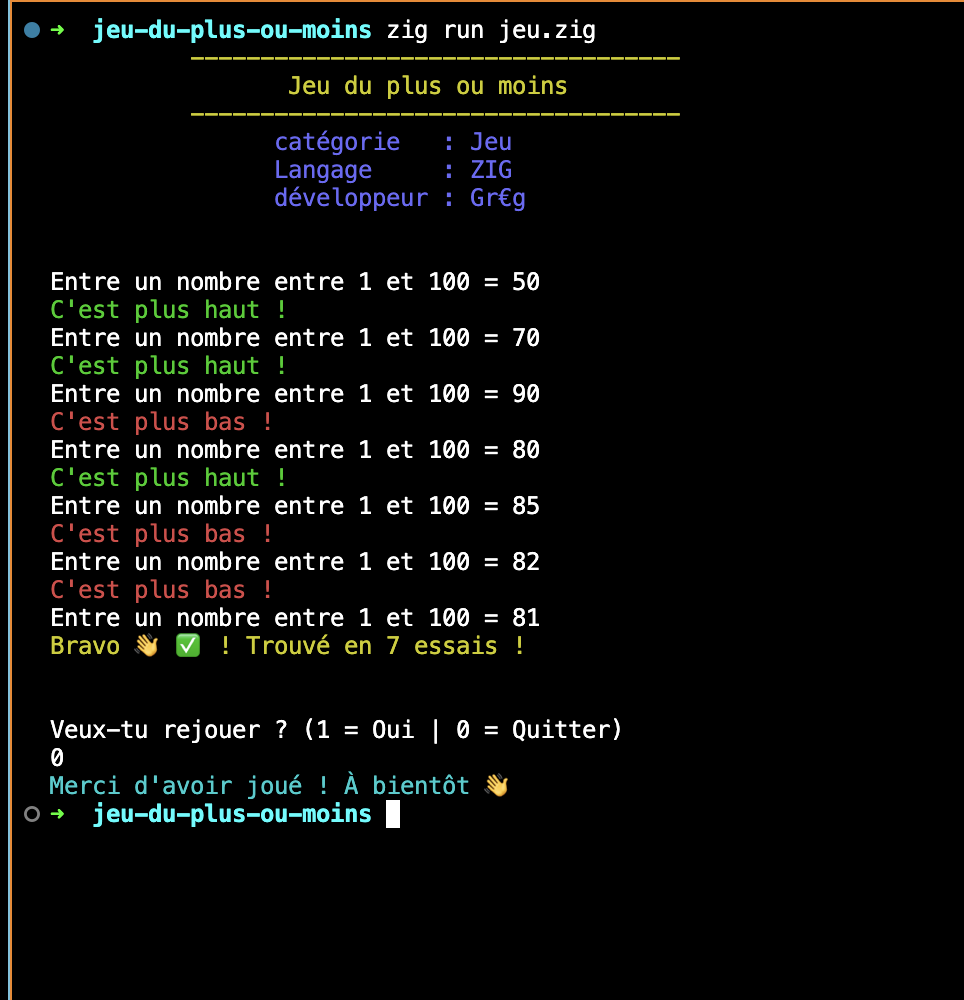 ➜ jeu-du-plus-ou-moins zig run jeu.zig
-----------------------------------
Jeu du plus ou moins
-----------------------------------
catégorie : Jeu
Langage : ZIG
développeur : Gr€g
Entre un nombre entre 1 et 100 = 50
C'est plus haut !
Entre un nombre entre 1 et 100 = 70
C'est plus haut !
Entre un nombre entre 1 et 100 = 90
C'est plus bas !
Entre un nombre entre 1 et 100 = 80
C'est plus haut !
Entre un nombre entre 1 et 100 = 85
C'est plus bas !
Entre un nombre entre 1 et 100 = 82
C'est plus bas !
Entre un nombre entre 1 et 100 = 81
Bravo 👋 ✅ ! Trouvé en 7 essais !
Veux-tu rejouer ? (1 = Oui | 0 = Quitter)
0
Merci d'avoir joué ! À bientôt 👋
➜ jeu-du-plus-ou-moins